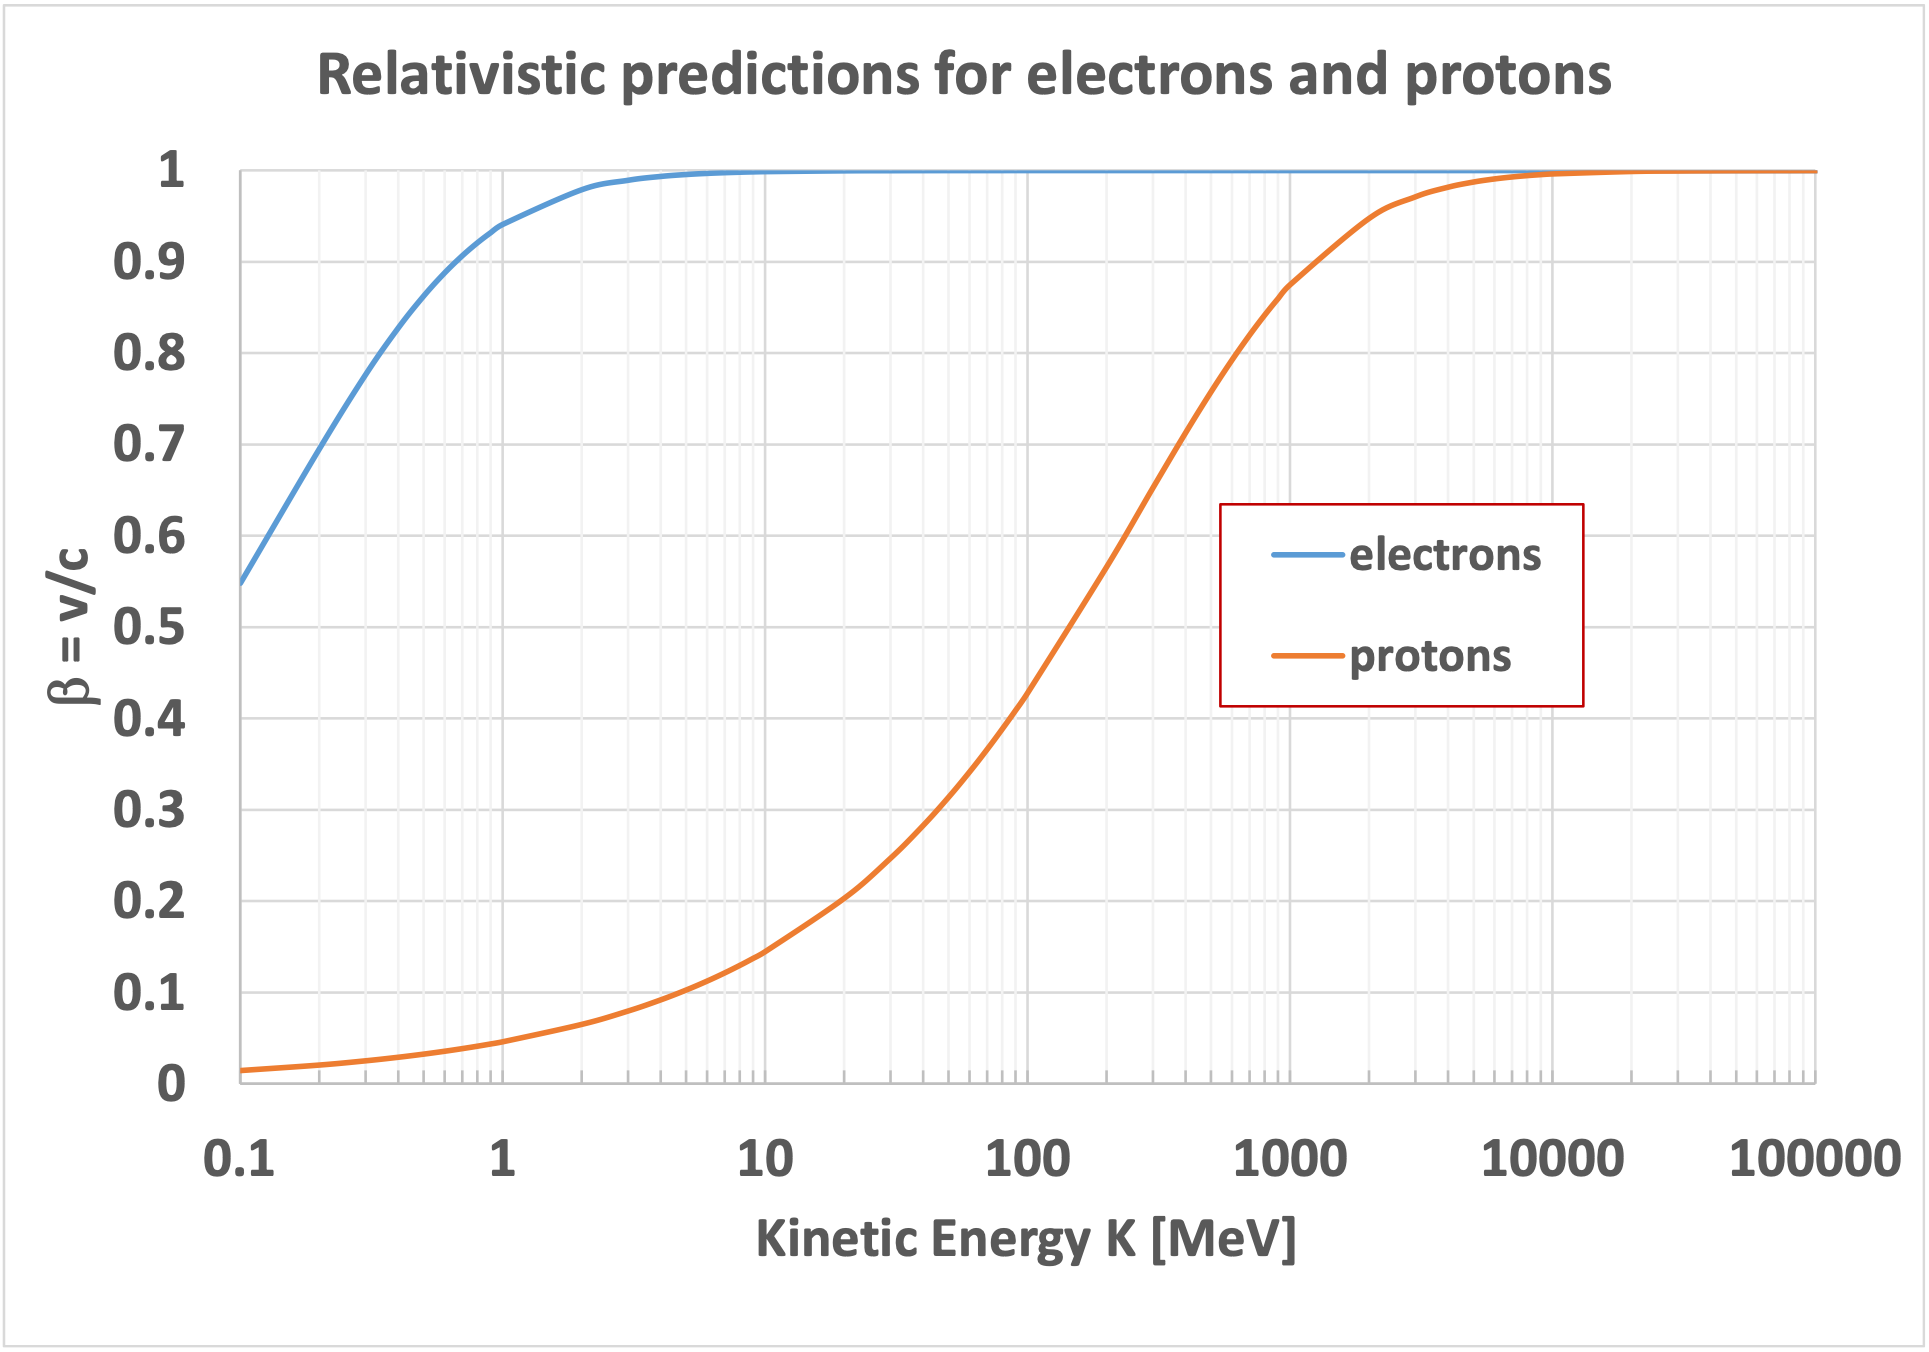 Relativistic predictions for electrons and protons
1
0.9
0.8
0.7
0.6
0.5
0.4
0.3
0.2
0.1
0
β = v/c
electrons
protons
0.1 1 10 100 1000 10000 100000
Kinetic Energy K [MeV]